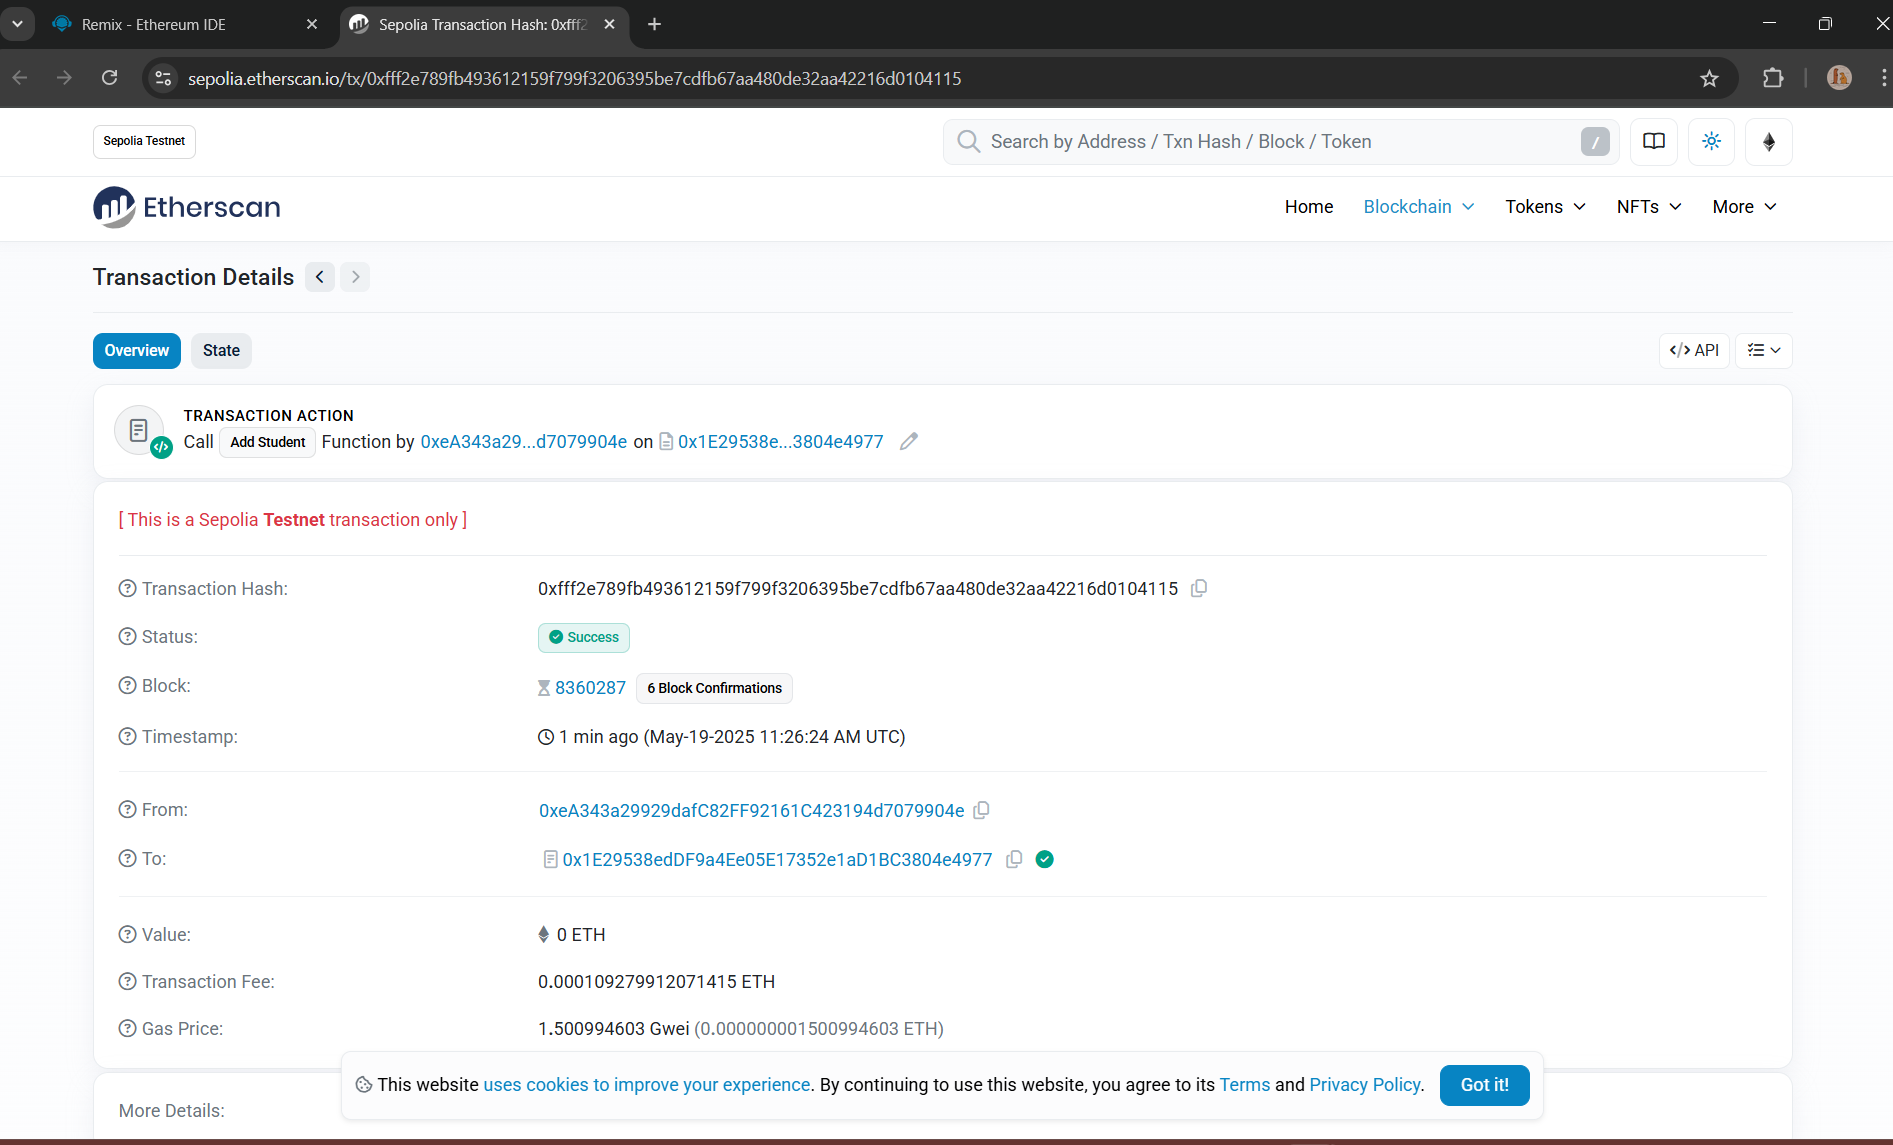 Remix - Ethereum IDE
Sepolia Transaction Hash: 0xfff2
sepolia.etherscan.io/tx/0xfff2e789fb493612159f799f3206395be7cdfb67aa480de32aa42216d0104115
Sepolia Testnet
Search by Address / Txn Hash / Block / Token
/
Etherscan
Home
Blockchain
Tokens
NFTs
More
Transaction Details
Overview
State
</> API
TRANSACTION ACTION
Call Add Student Function by 0xeA343a29...d7079904e on 0x1E29538e...3804e4977
[ This is a Sepolia Testnet transaction only ]
Transaction Hash:
0xfff2e789fb493612159f799f3206395be7cdfb67aa480de32aa42216d0104115
Status:
Success
Block:
8360287 6 Block Confirmations
Timestamp:
1 min ago (May-19-2025 11:26:24 AM UTC)
From:
0xeA343a29929dafC82FF92161C423194d7079904e
To:
0x1E29538edDF9a4Ee05E17352e1aD1BC3804e4977
Value:
0 ETH
Transaction Fee:
0.000109279912071415 ETH
Gas Price:
1.500994603 Gwei (0.000000001500994603 ETH)
This website uses cookies to improve your experience. By continuing to use this website, you agree to its Terms and Privacy Policy.
Got it!
More Details: